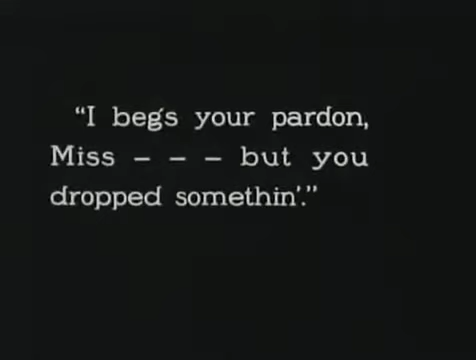 “I begs your pardon,
Miss – – – but you
dropped somethin'.”